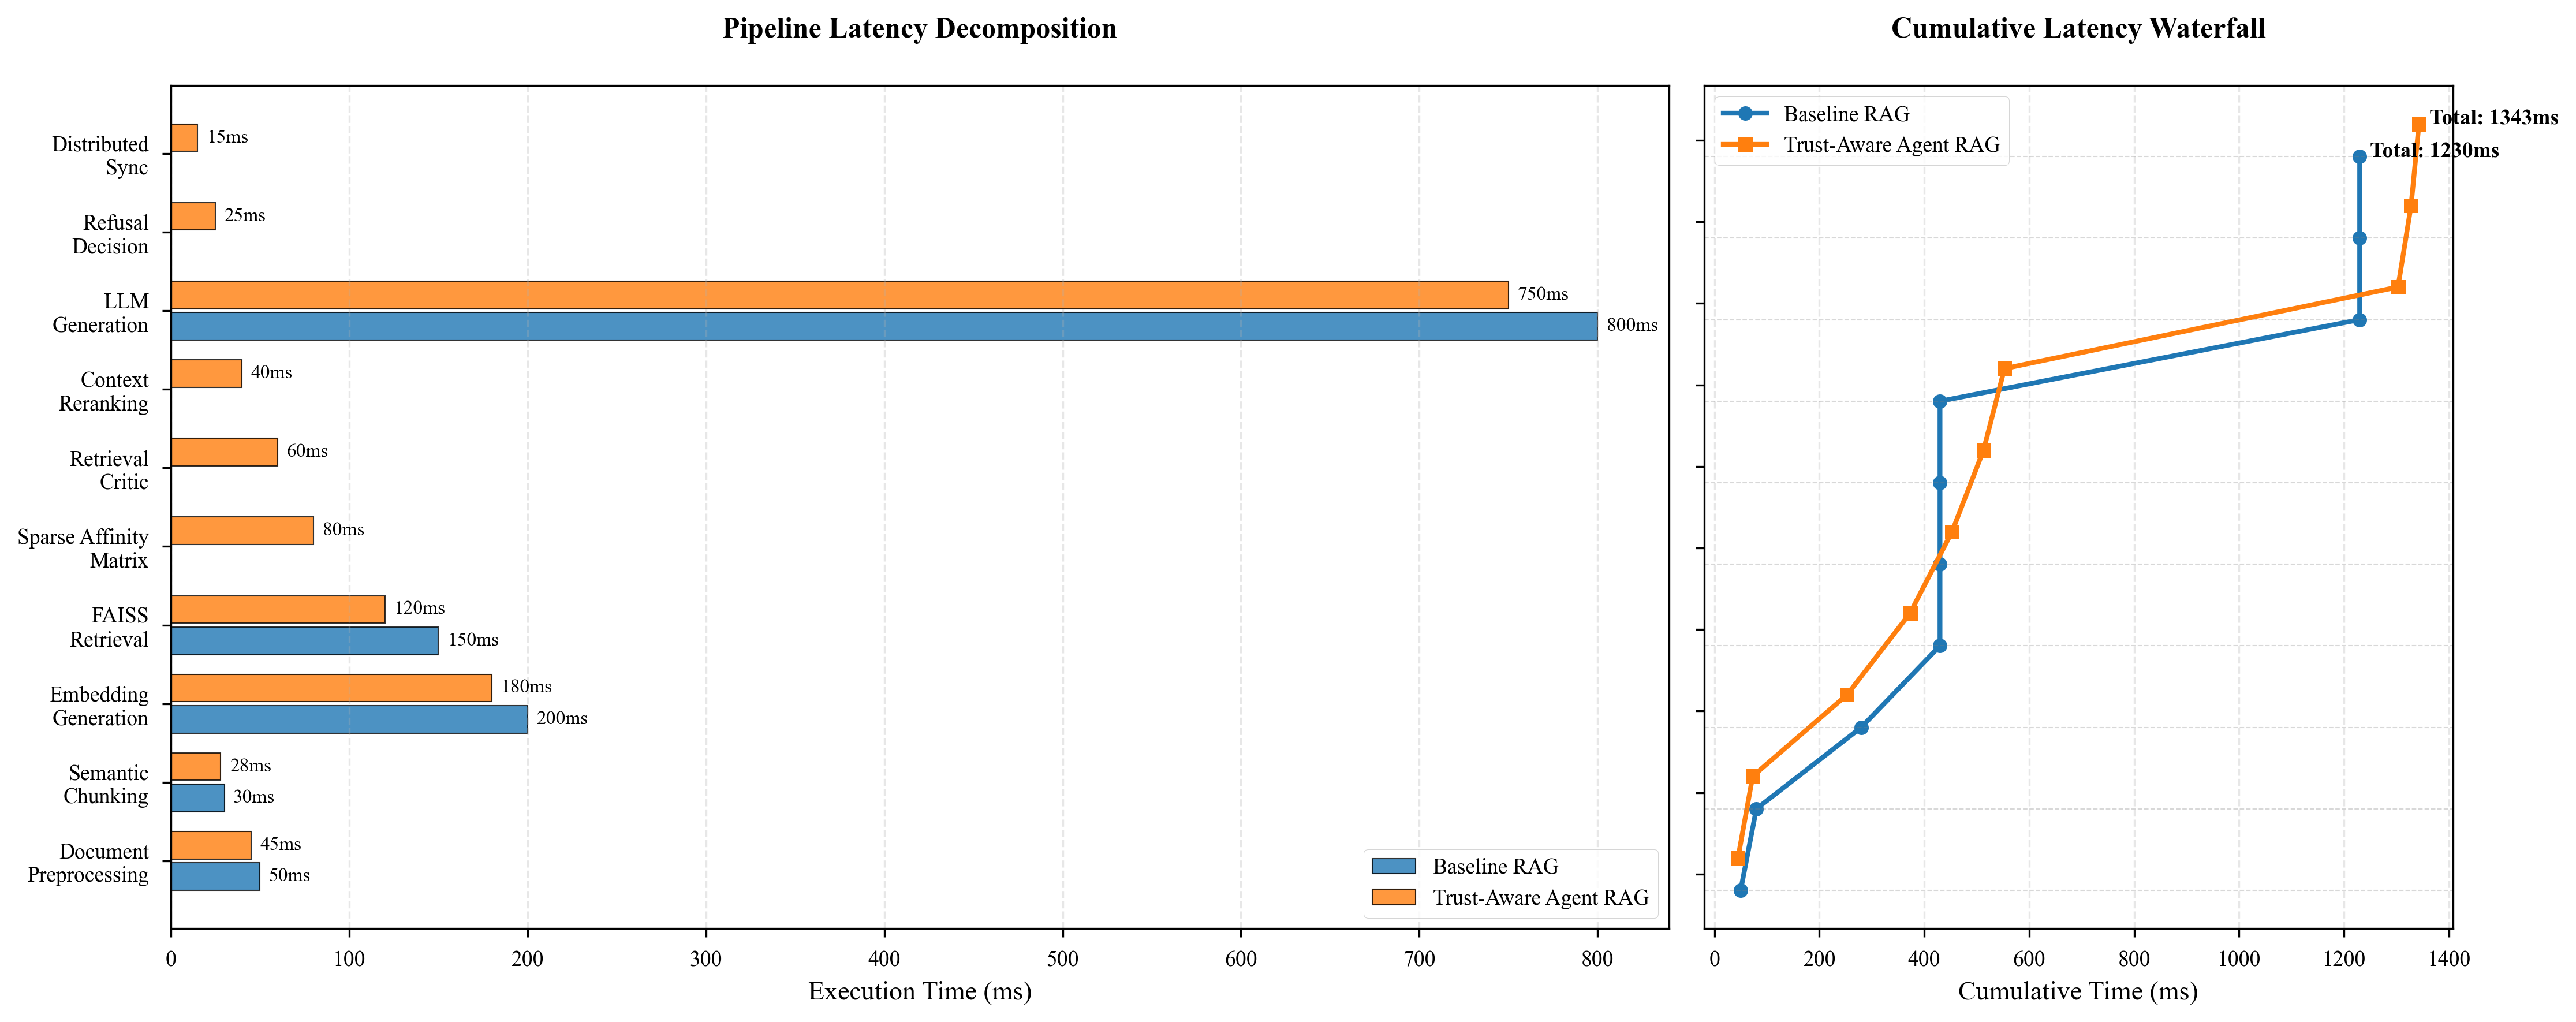 Pipeline Latency Decomposition
Distributed
Sync
15ms
Refusal
Decision
25ms
LLM
Generation
750ms
800ms
Context
Reranking
40ms
Retrieval
Critic
60ms
Sparse Affinity
Matrix
80ms
FAISS
Retrieval
120ms
150ms
Embedding
Generation
180ms
200ms
Semantic
Chunking
28ms
30ms
Document
Preprocessing
45ms
50ms
Baseline RAG
Trust-Aware Agent RAG
0 100 200 300 400 500 600 700 800
Execution Time (ms)
Cumulative Latency Waterfall
Baseline RAG
Trust-Aware Agent RAG
Total: 1343ms
Total: 1230ms
0 200 400 600 800 1000 1200 1400
Cumulative Time (ms)